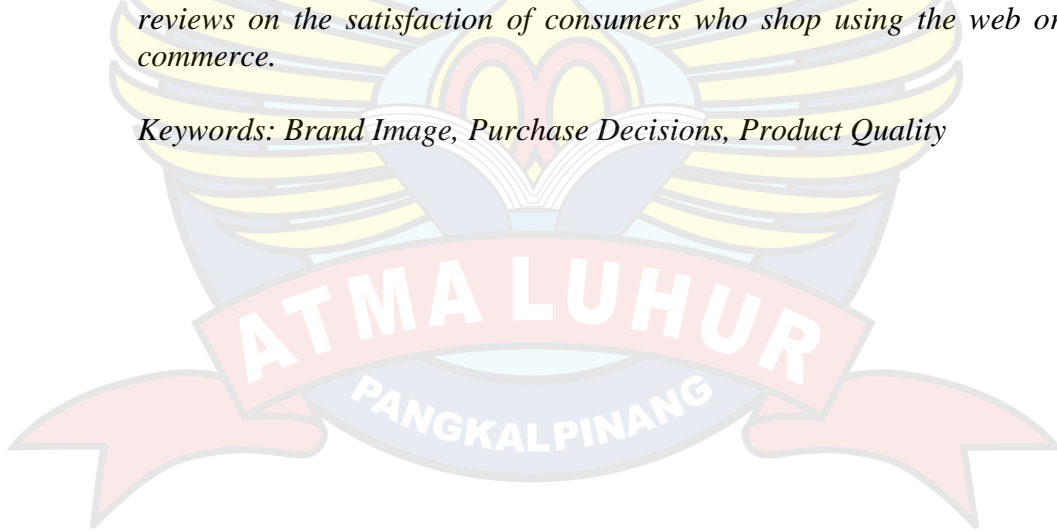 reviews on the satisfaction of consumers who shop using the web or
commerce.
Keywords: Brand Image, Purchase Decisions, Product Quality
ATMA LUHUR
PANGKALPINANG